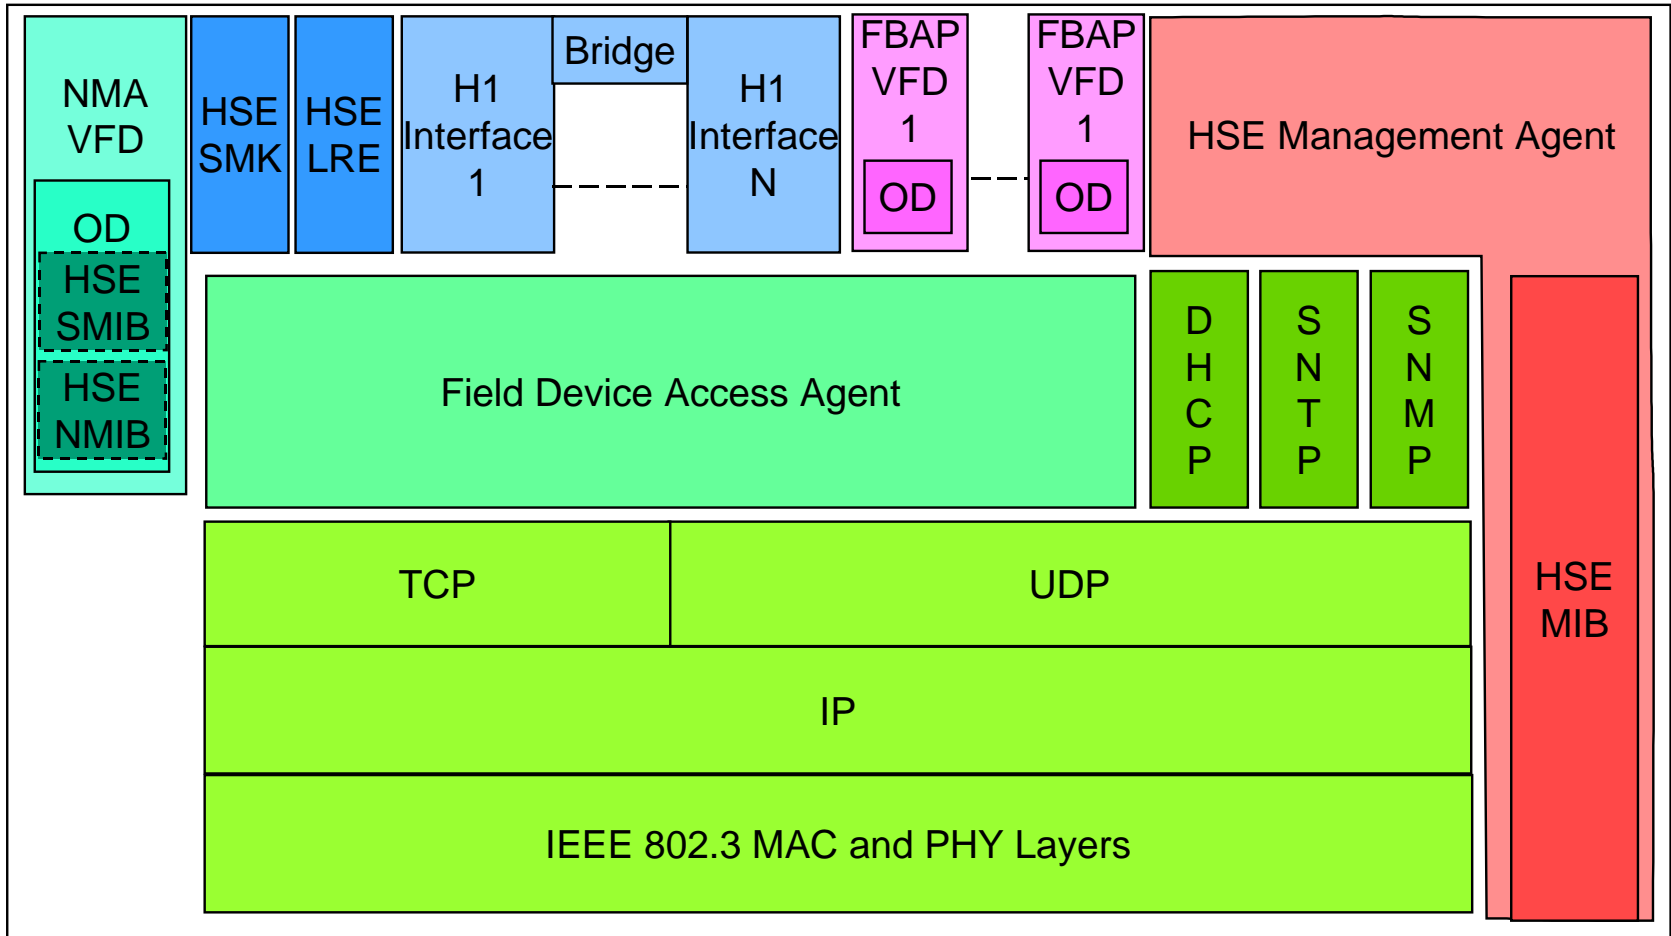 NMA
VFD
OD
HSE
SMIB
HSE
NMIB
HSE
SMK
HSE
LRE
H1
Interface
1
Bridge
H1
Interface
N
FBAP
VFD
1
OD
FBAP
VFD
1
OD
HSE Management Agent
Field Device Access Agent
D
H
C
P
S
N
T
P
S
N
M
P
HSE
MIB
TCP
UDP
IP
IEEE 802.3 MAC and PHY Layers